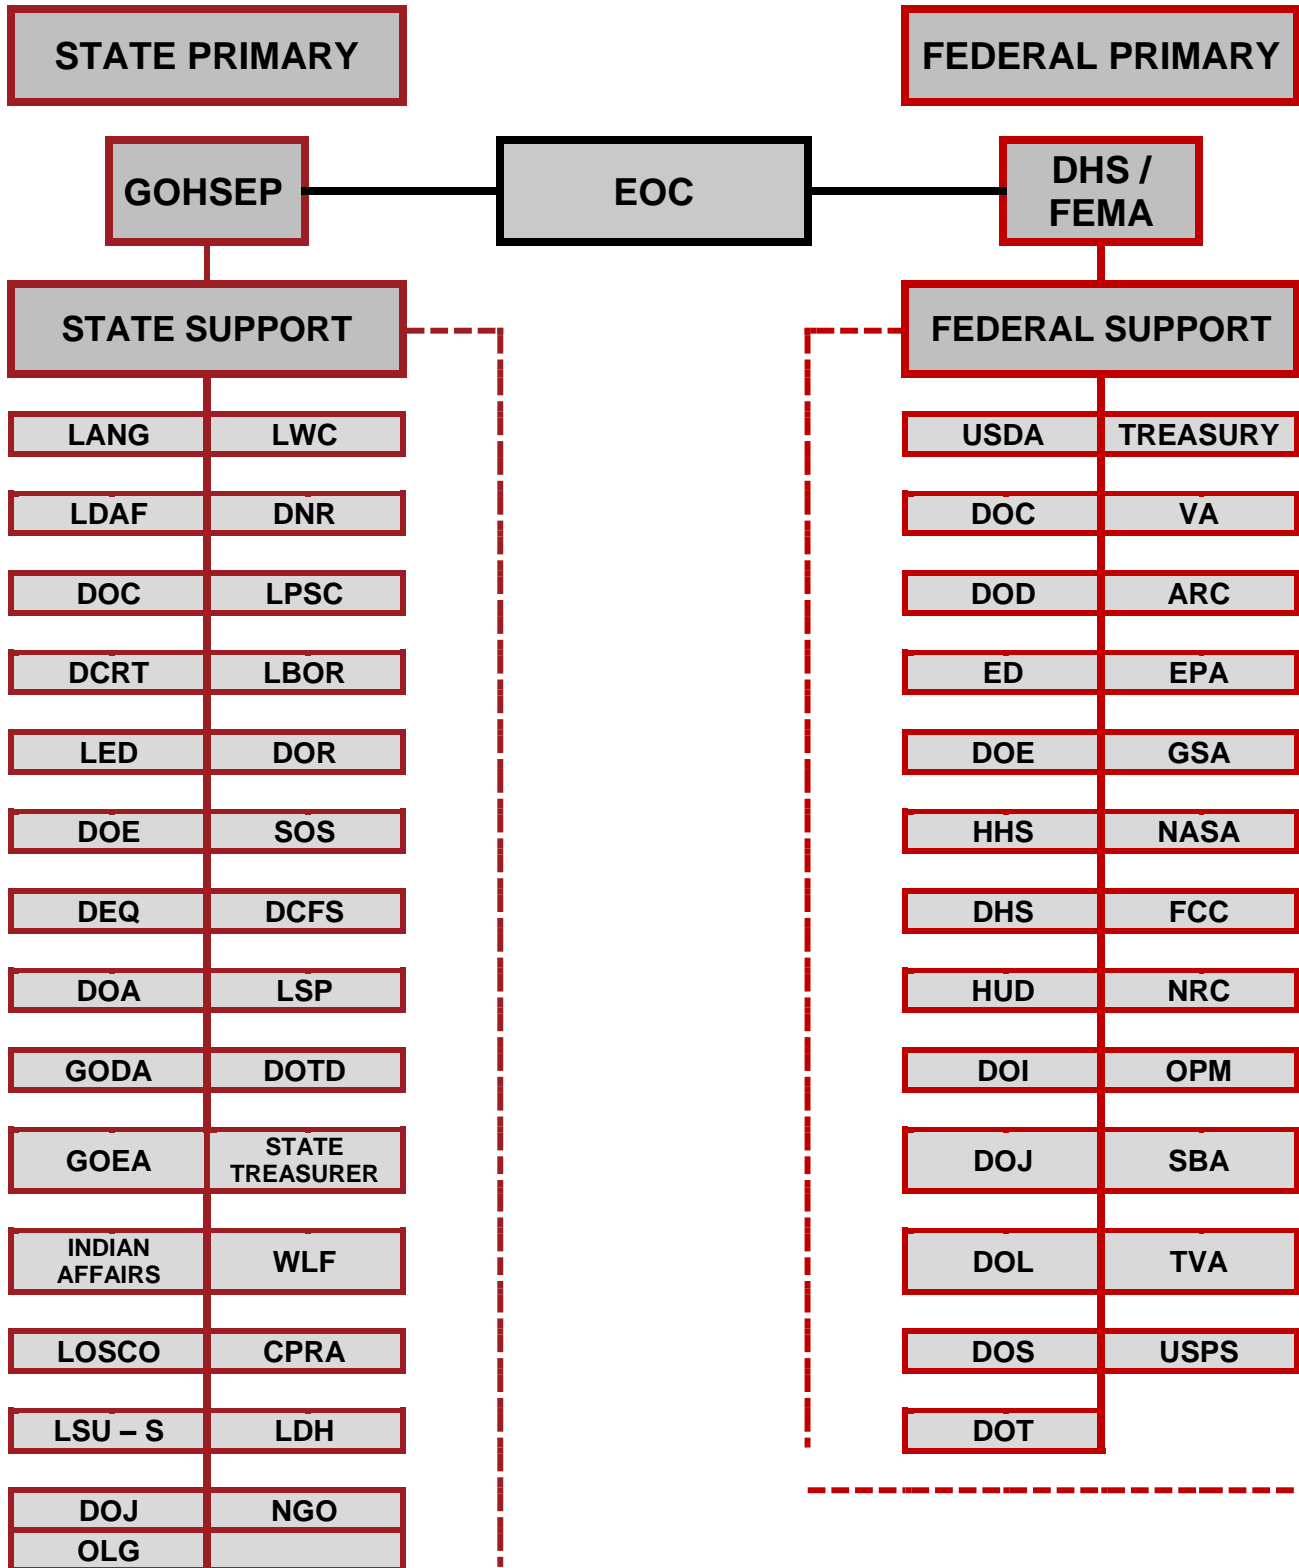 STATE PRIMARY
FEDERAL PRIMARY
GOHSEP
EOC
DHS /
FEMA
STATE SUPPORT
FEDERAL SUPPORT
LANG
LWC
LDAF
DNR
DOC
LPSC
DCRT
LBOR
LED
DOR
DOE
SOS
DEQ
DCFS
DOA
LSP
GODA
DOTD
GOEA
STATE
TREASURER
INDIAN
AFFAIRS
WLF
LOSCO
CPRA
LSU – S
LDH
DOJ
NGO
OLG
USDA
TREASURY
DOC
VA
DOD
ARC
ED
EPA
DOE
GSA
HHS
NASA
DHS
FCC
HUD
NRC
DOI
OPM
DOJ
SBA
DOL
TVA
DOS
USPS
DOT